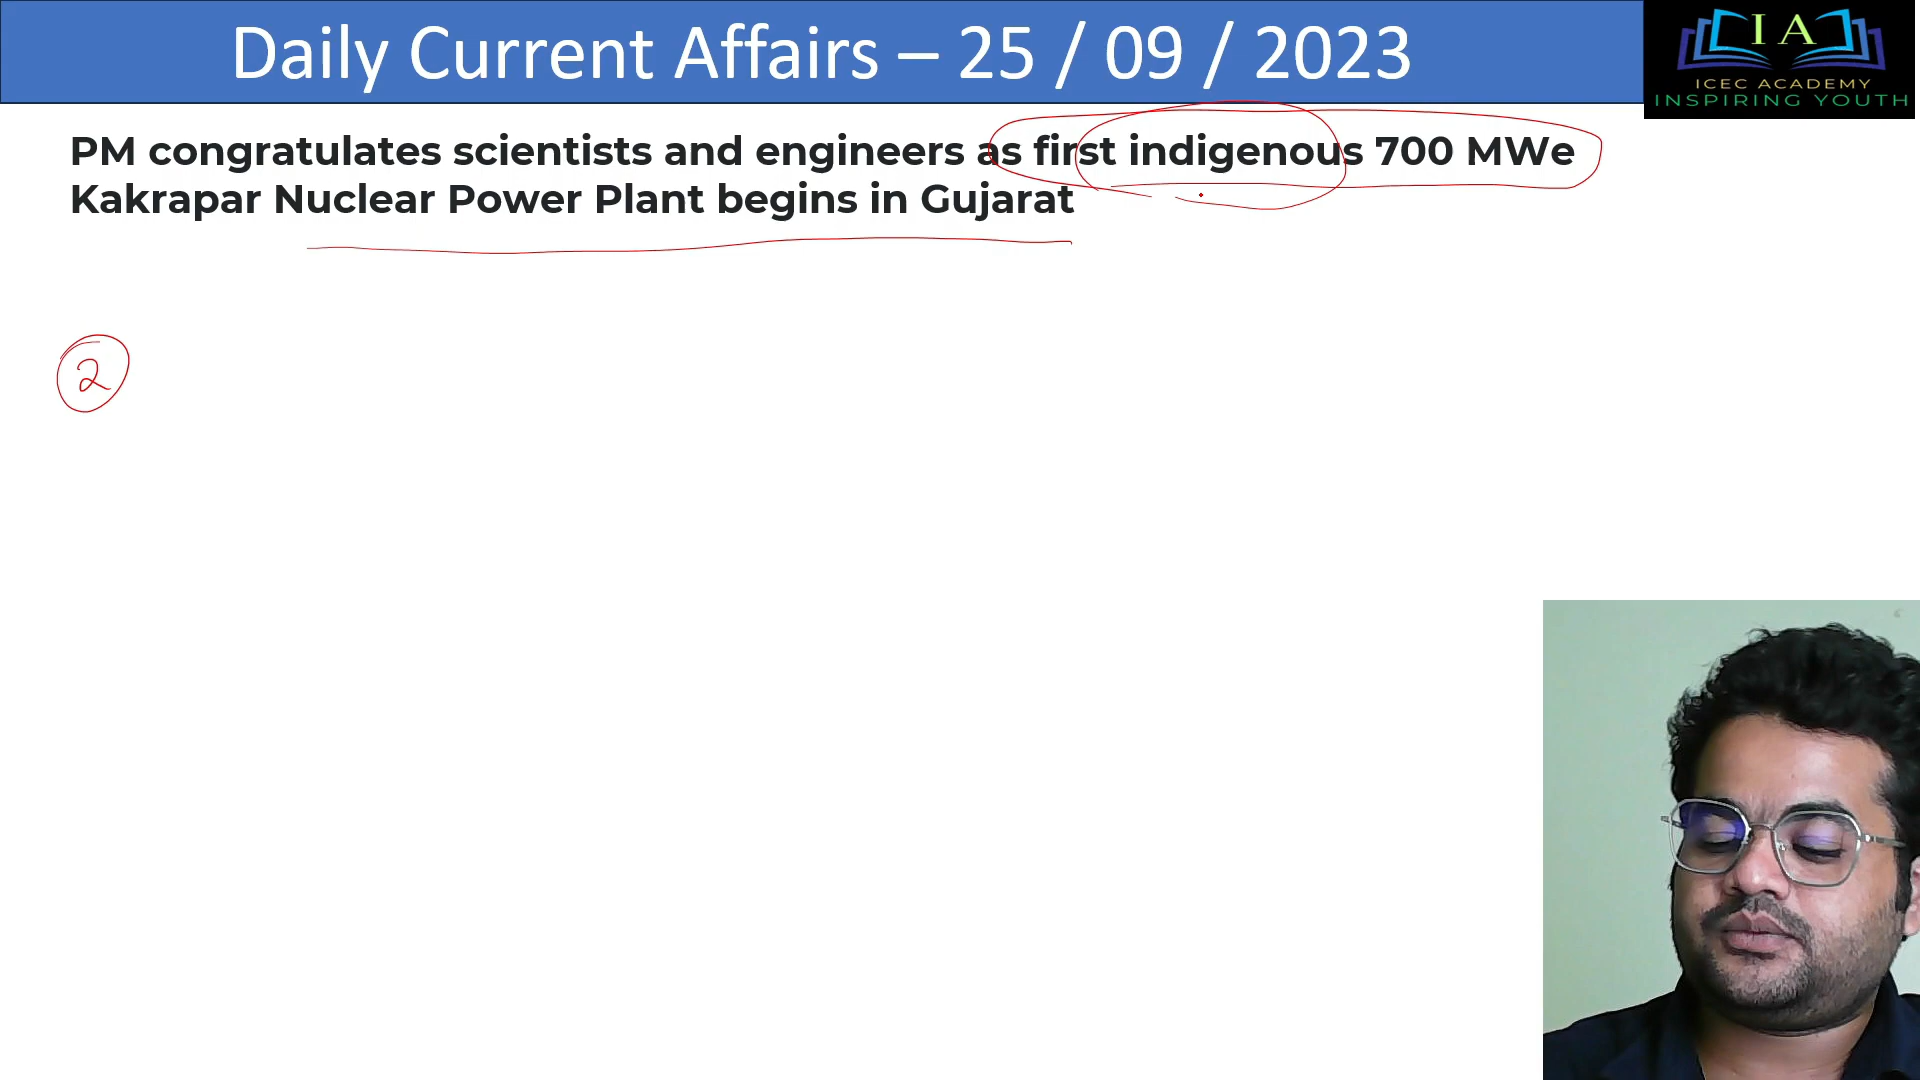 Daily Current Affairs – 25 / 09 / 2023
I A
ICEC ACADEMY
INSPIRING YOUTH
PM congratulates scientists and engineers as first indigenous 700 MWe
Kakrapar Nuclear Power Plant begins in Gujarat
2